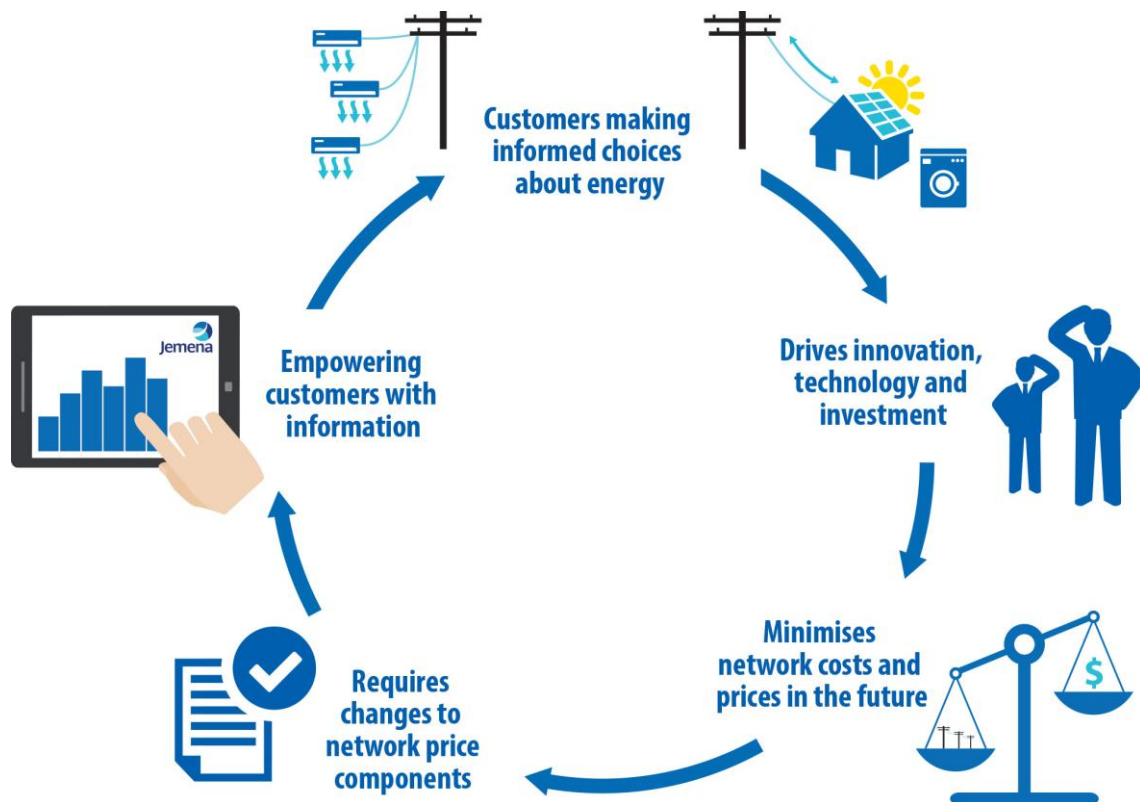 Customers making
informed choices
about energy
Drives innovation,
technology and
investment
Minimises
network costs and
prices in the future
$
Requires
changes to
network price
components
Empowering
customers with
information
Jemena